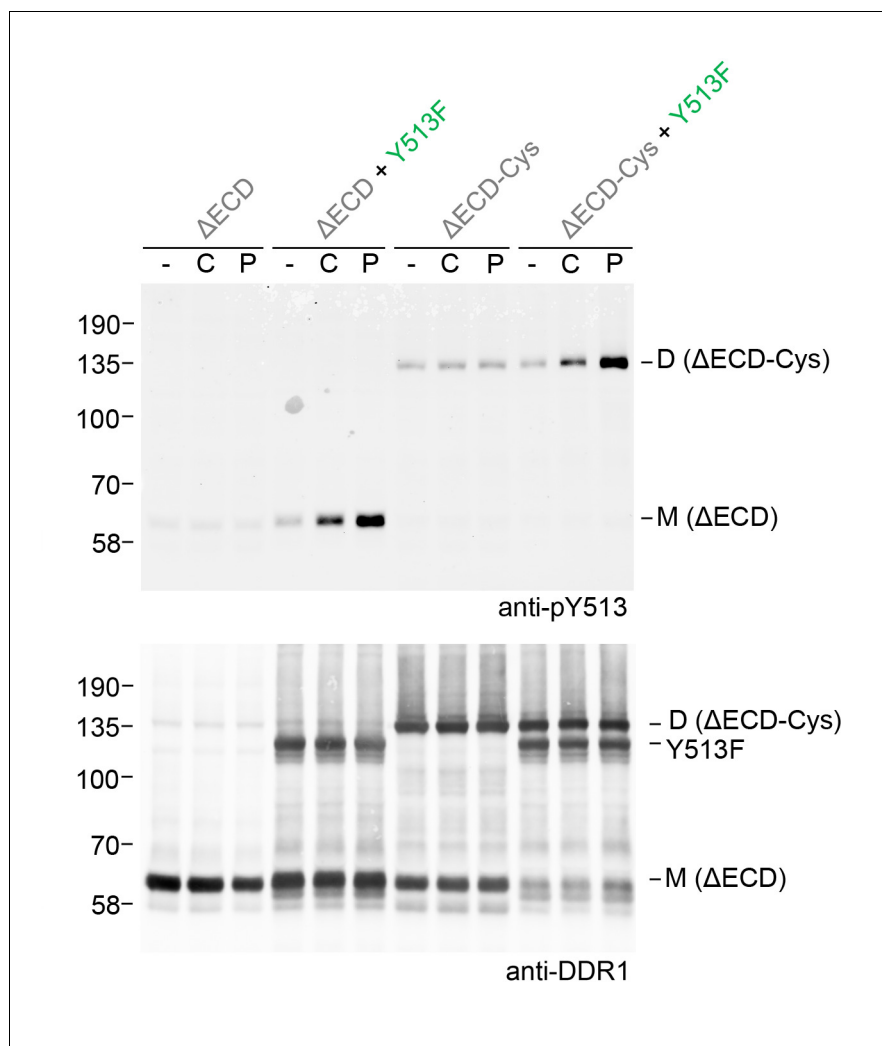 ΔECD
ΔECD + Y513F
ΔECD-Cys
ΔECD-Cys + Y513F
- C P - C P - C P - C P
190
135
100
70
58
D (ΔECD-Cys)
M (ΔECD)
anti-pY513
190
135
100
70
58
D (ΔECD-Cys)
Y513F
M (ΔECD)
anti-DDR1